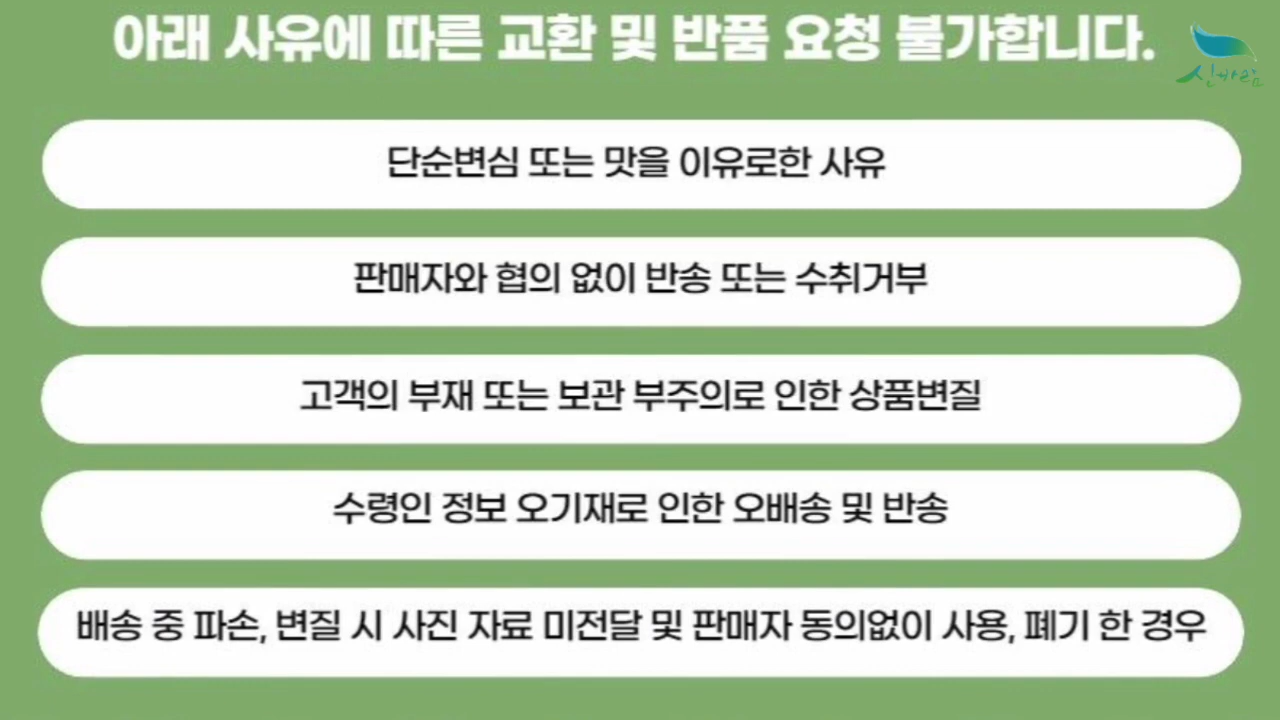 아래 사유에 따른 교환 및 반품 요청 불가합니다.
신바람
단순변심 또는 맛을 이유로한 사유
판매자와 협의 없이 반송 또는 수취거부
고객의 부재 또는 보관 부주의로 인한 상품변질
수령인 정보 오기재로 인한 오배송 및 반송
배송 중 파손, 변질 시 사진 자료 미전달 및 판매자 동의없이 사용, 폐기 한 경우